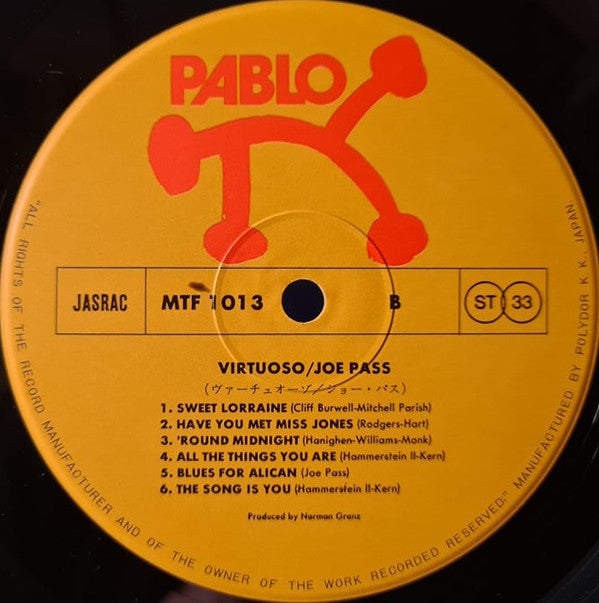 PABLO
JASRAC
MTF 1013
B
ST 33
VIRTUOSO/JOE PASS
(ヴァーチュオーゾ/ジョー・パス)
1. SWEET LORRAINE (Cliff Burwell-Mitchell Parish)
2. HAVE YOU MET MISS JONES (Rodgers-Hart)
3. 'ROUND MIDNIGHT (Hanighen-Williams-Monk)
4. ALL THE THINGS YOU ARE (Hammerstein II-Kern)
5. BLUES FOR ALICAN (Joe Pass)
6. THE SONG IS YOU (Hammerstein II-Kern)
Produced by Norman Granz
"ALL RIGHTS OF THE RECORD MANUFACTURER AND OF THE OWNER OF THE WORK RECORDED RESERVED," MANUFACTURED BY POLYDOR K. K., JAPAN